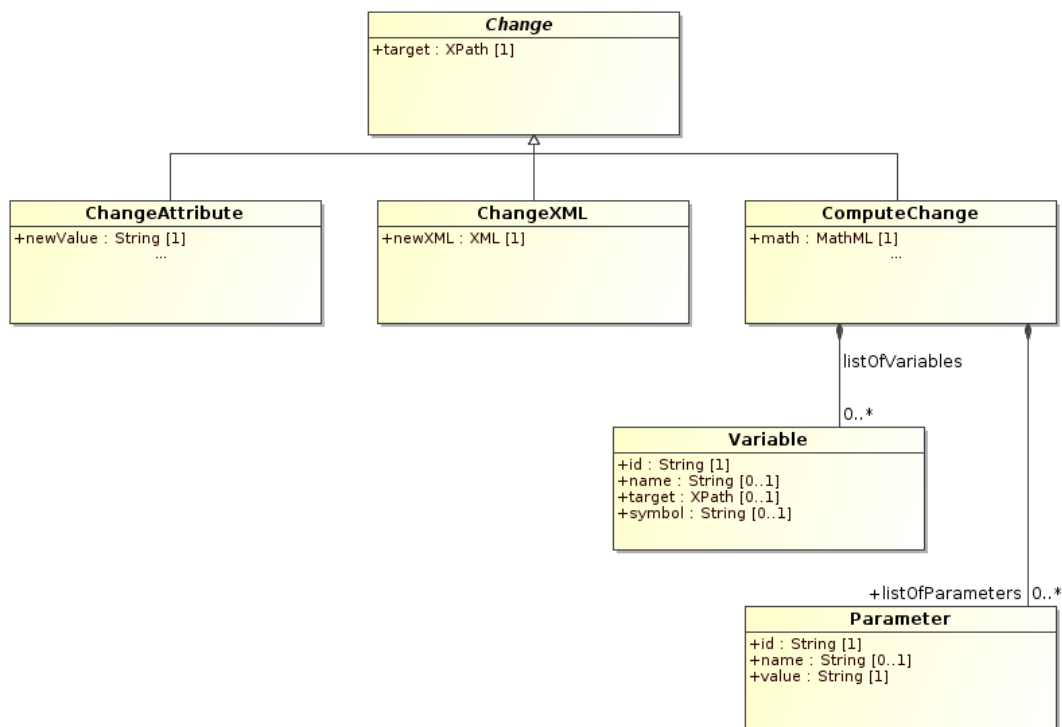 Change
+target : XPath [1]
ChangeAttribute
+newValue : String [1]
...
ChangeXML
+newXML : XML [1]
ComputeChange
+math : MathML [1]
...
listOfVariables
0..*
Variable
+id : String [1]
+name : String [0..1]
+target : XPath [0..1]
+symbol : String [0..1]
+listOfParameters 0..*
Parameter
+id : String [1]
+name : String [0..1]
+value : String [1]